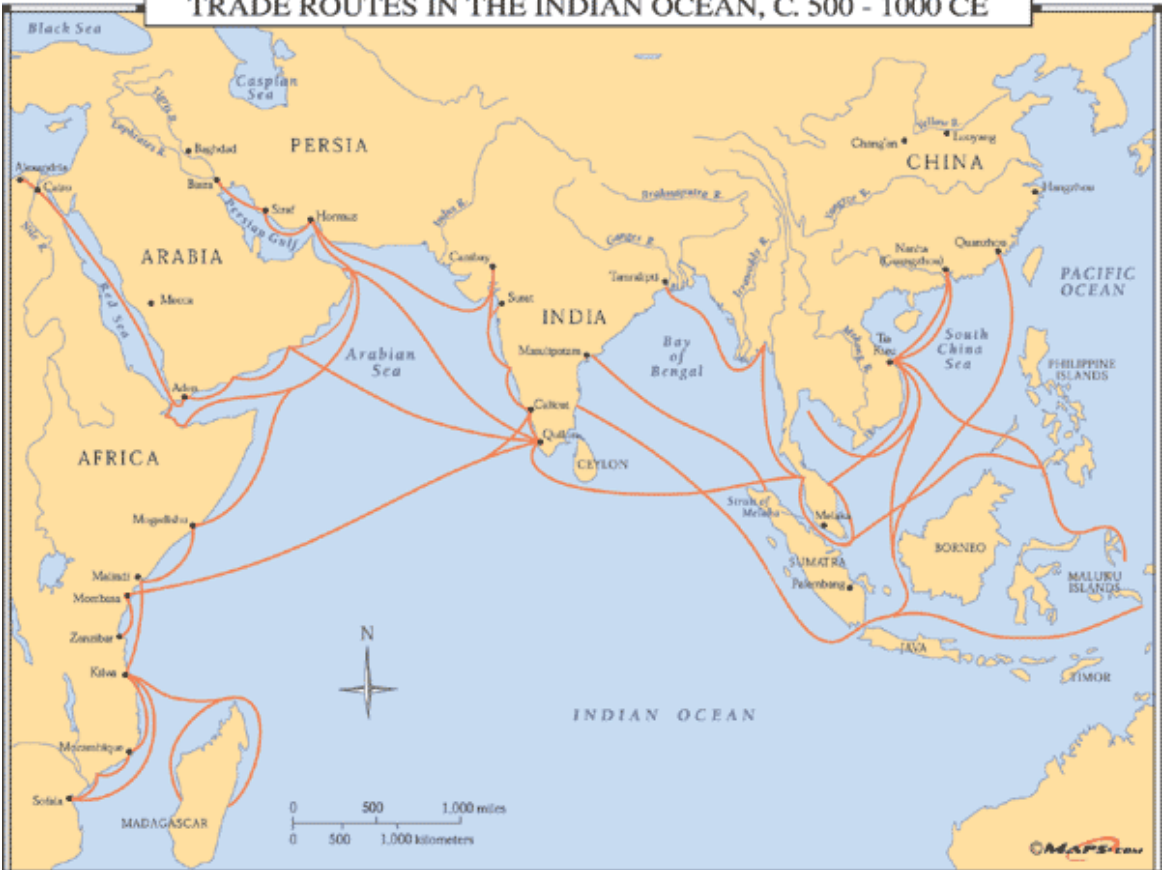 TRADE ROUTES IN THE INDIAN OCEAN, C. 500 - 1000 CE
Black Sea
Caspian
Sea
Tigris R.
Euphrates R.
Baghdad
PERSIA
Alexandria
Cairo
Basra
Siraf
Hormuz
Persian Gulf
Nile R.
ARABIA
Red Sea
Mecca
Aden
Arabian
Sea
Indus R.
Cambay
Surat
INDIA
Brahmaputra R.
Ganges R.
Tamralipti
Masulipatam
Bay
of
Bengal
Irrawaddy R.
Calicut
Quilon
CEYLON
Chang'an
Yellow R.
Luoyang
CHINA
Hangzhou
Yangtze R.
Nanhai
(Guangzhou)
Quanzhou
PACIFIC
OCEAN
Mekong R.
South
China
Sea
PHILIPPINE
ISLANDS
AFRICA
Mogadishu
Malindi
Mombasa
Zanzibar
Kilwa
Mozambique
Sofala
MADAGASCAR
Strait of
Melaka
Melaka
SUMATRA
Palembang
BORNEO
MALUKU
ISLANDS
JAVA
TIMOR
N
INDIAN OCEAN
0 500 1,000 miles
0 500 1,000 kilometers
©MAPS.COM